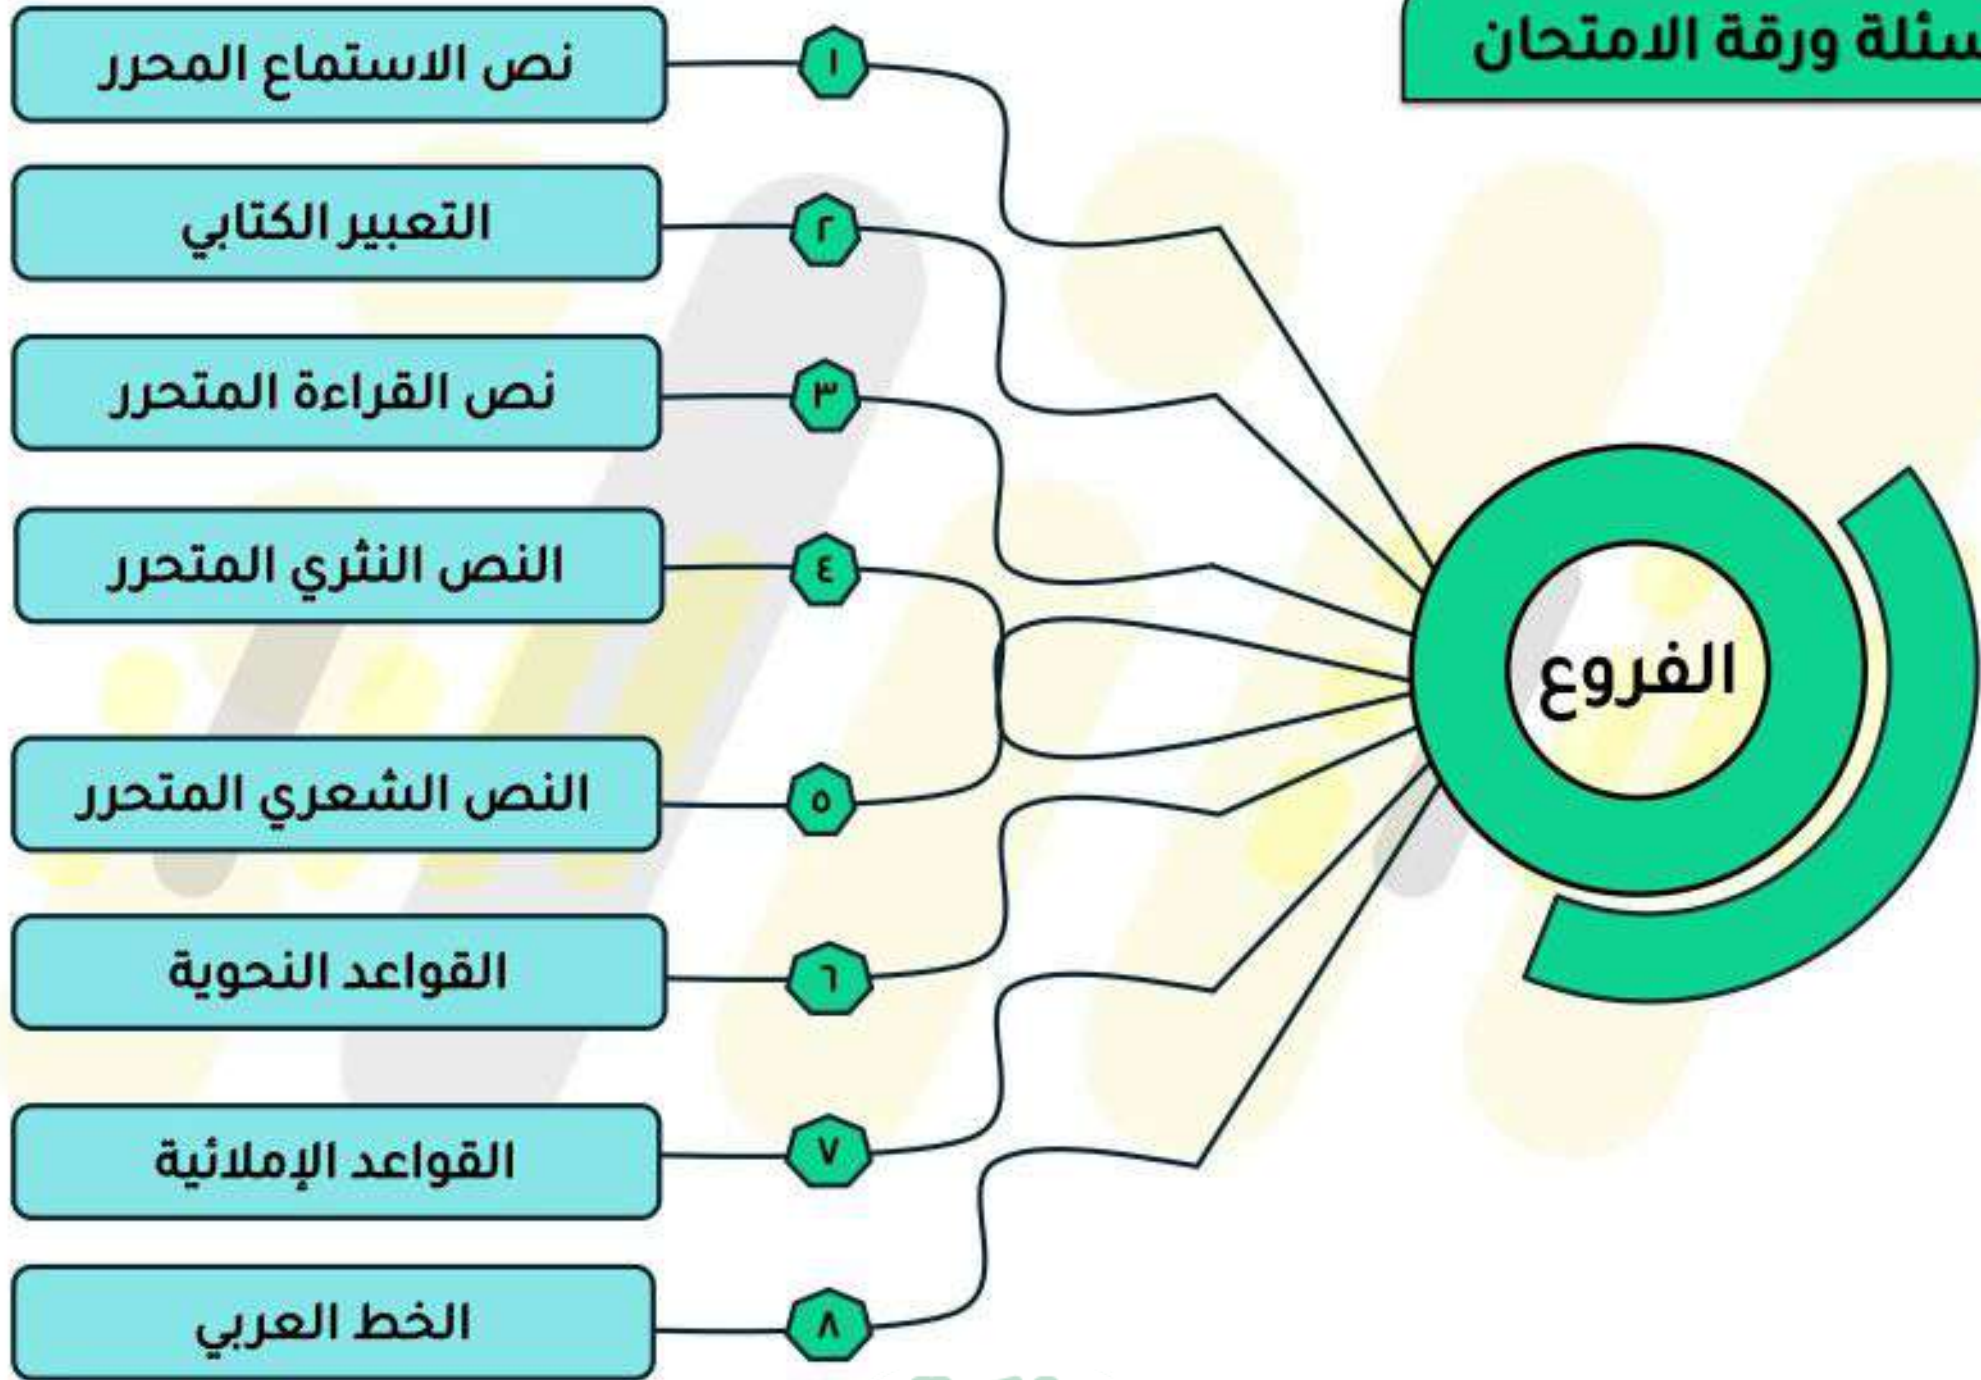 سئلة ورقة الامتحان
نص الاستماع المحرر
١
التعبير الكتابي
٢
نص القراءة المتحرر
٣
النص النثري المتحرر
٤
الفروع
النص الشعري المتحرر
٥
القواعد النحوية
٦
القواعد الإملائية
٧
الخط العربي
٨